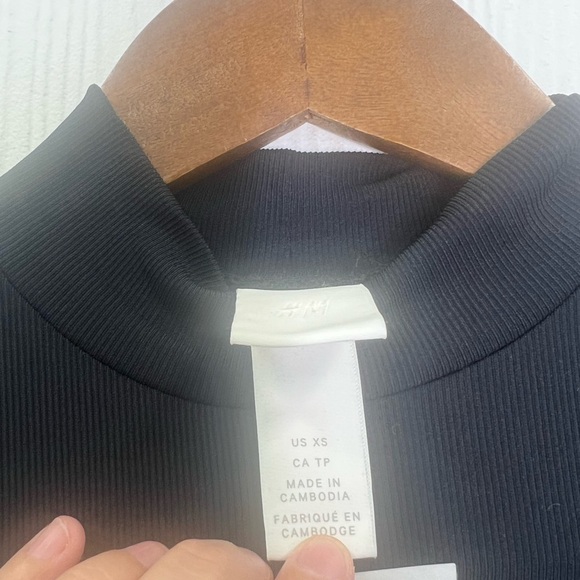 H&M
US XS
CA TP
MADE IN
CAMBODIA
FABRIQUÉ EN
CAMBODGE